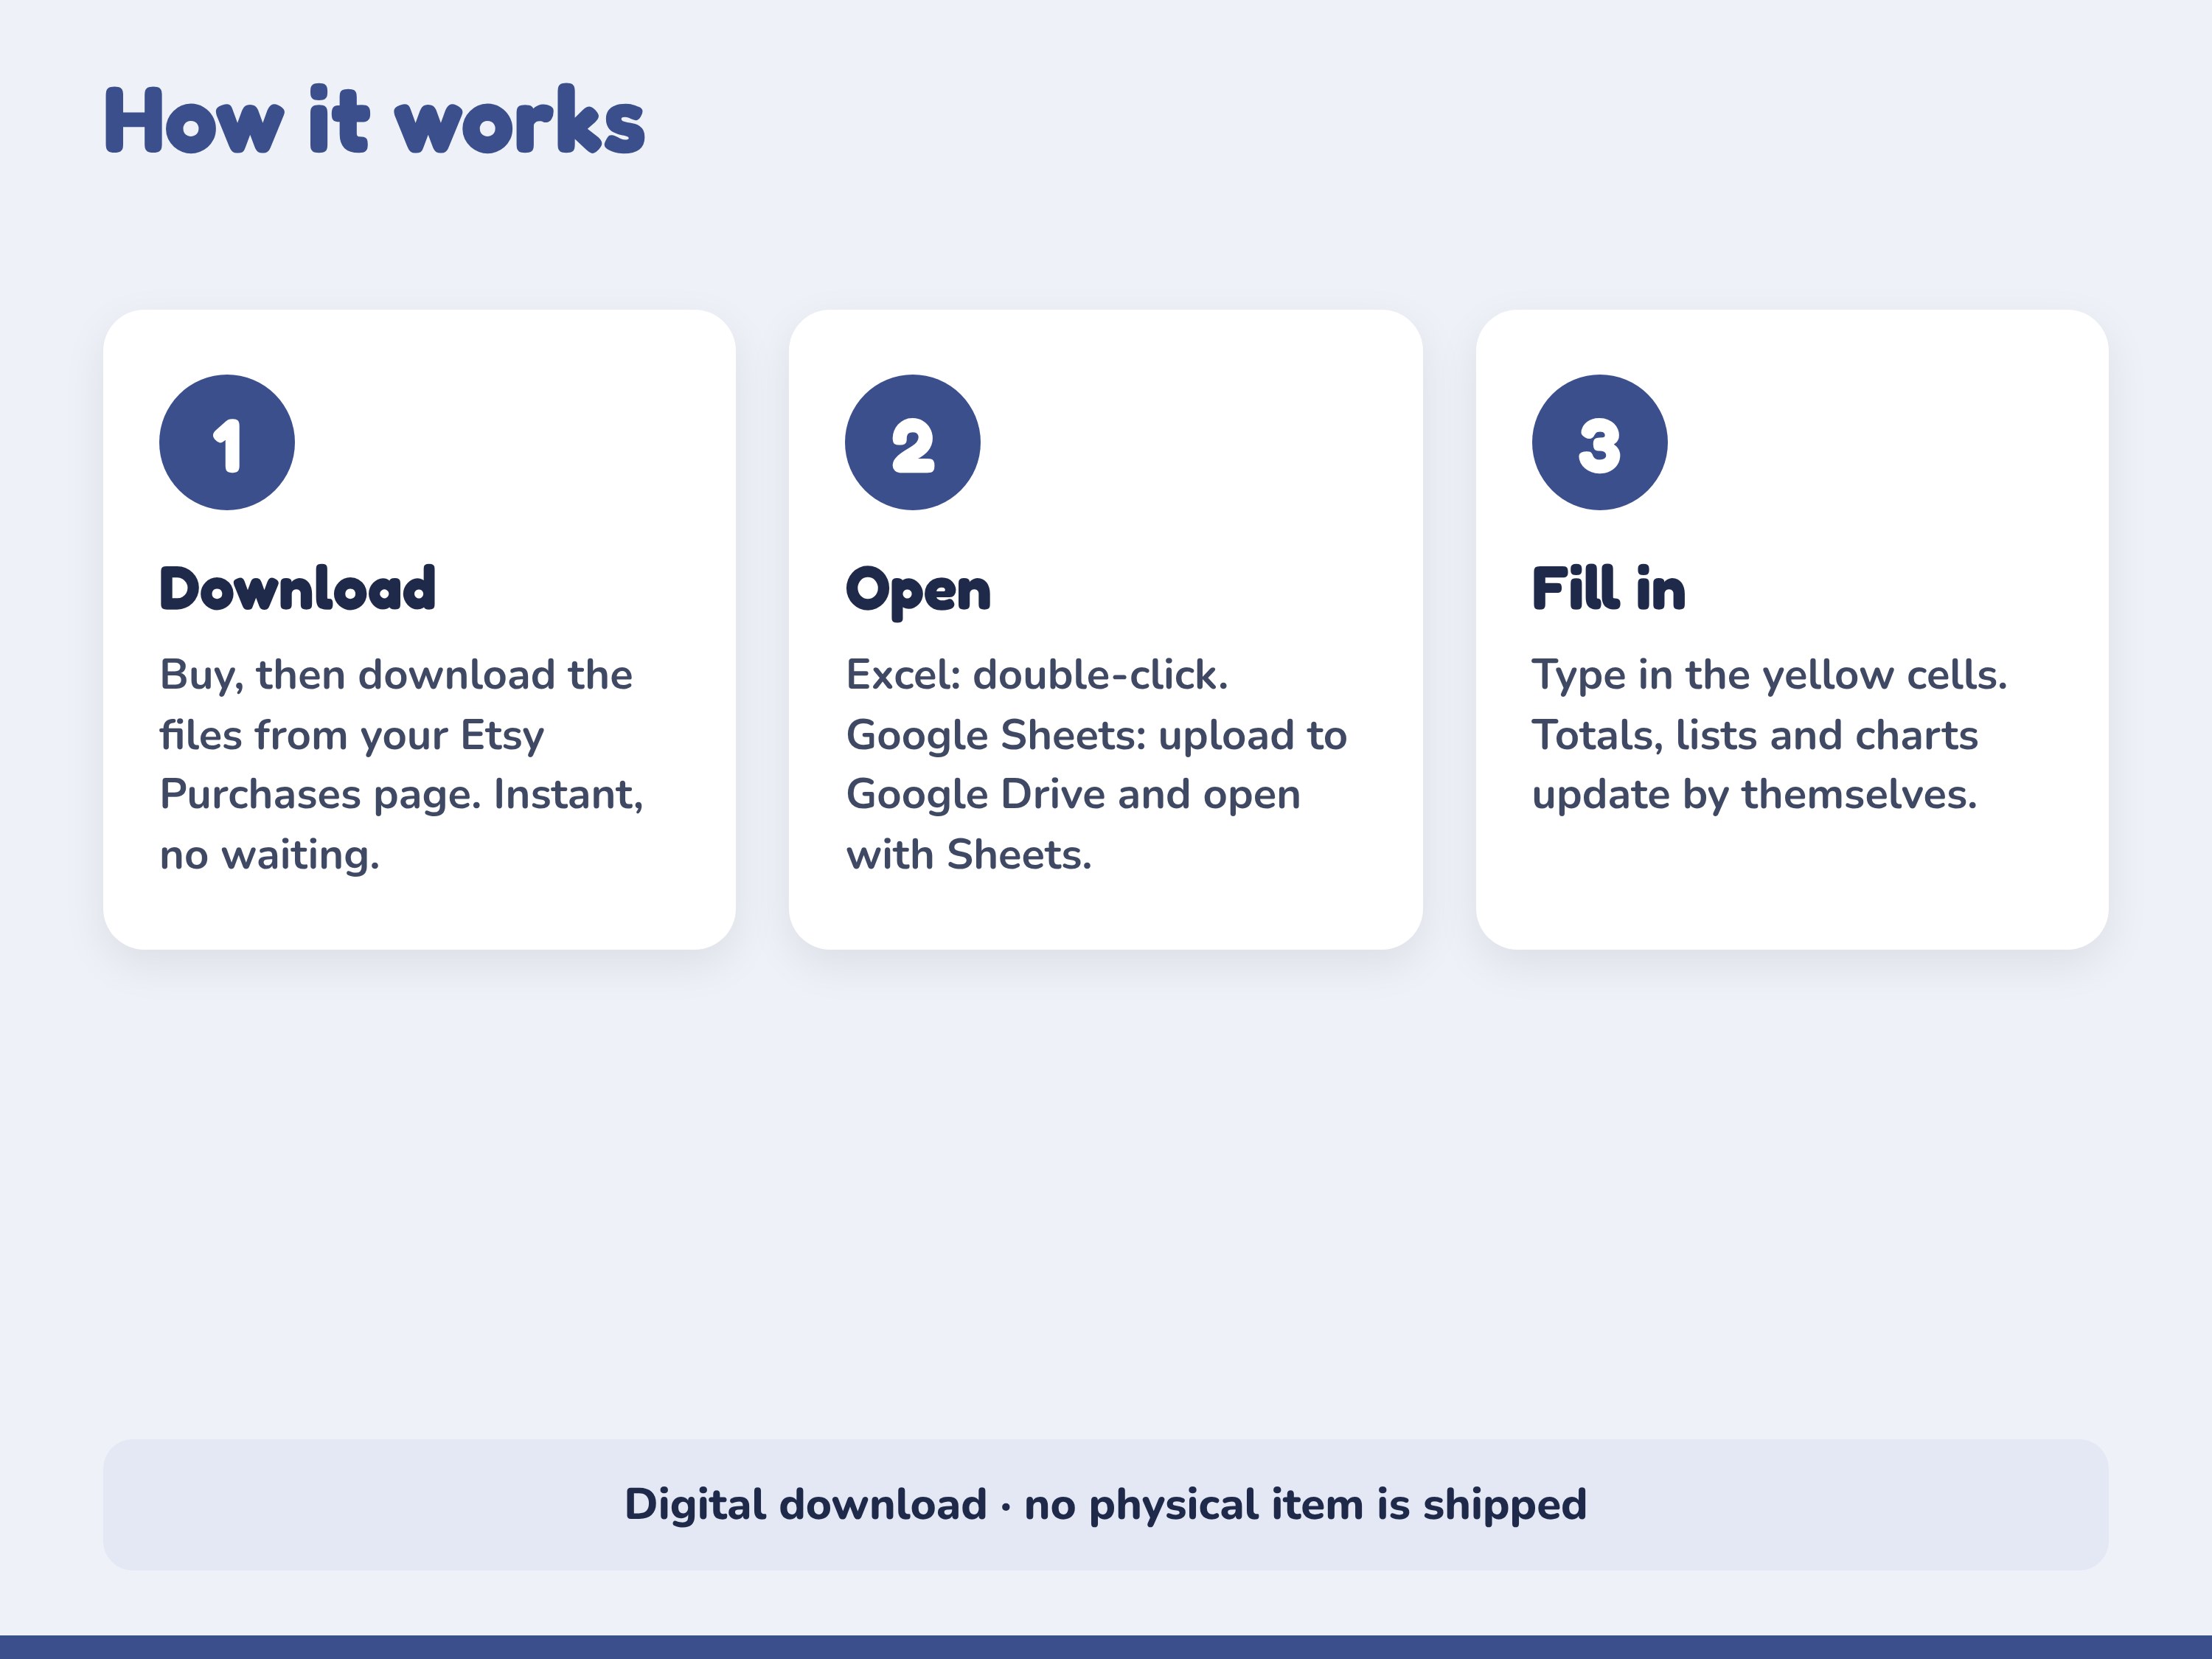 How it works
1
Download
Buy, then download the
files from your Etsy
Purchases page. Instant,
no waiting.
2
Open
Excel: double-click.
Google Sheets: upload to
Google Drive and open
with Sheets.
3
Fill in
Type in the yellow cells.
Totals, lists and charts
update by themselves.
Digital download · no physical item is shipped